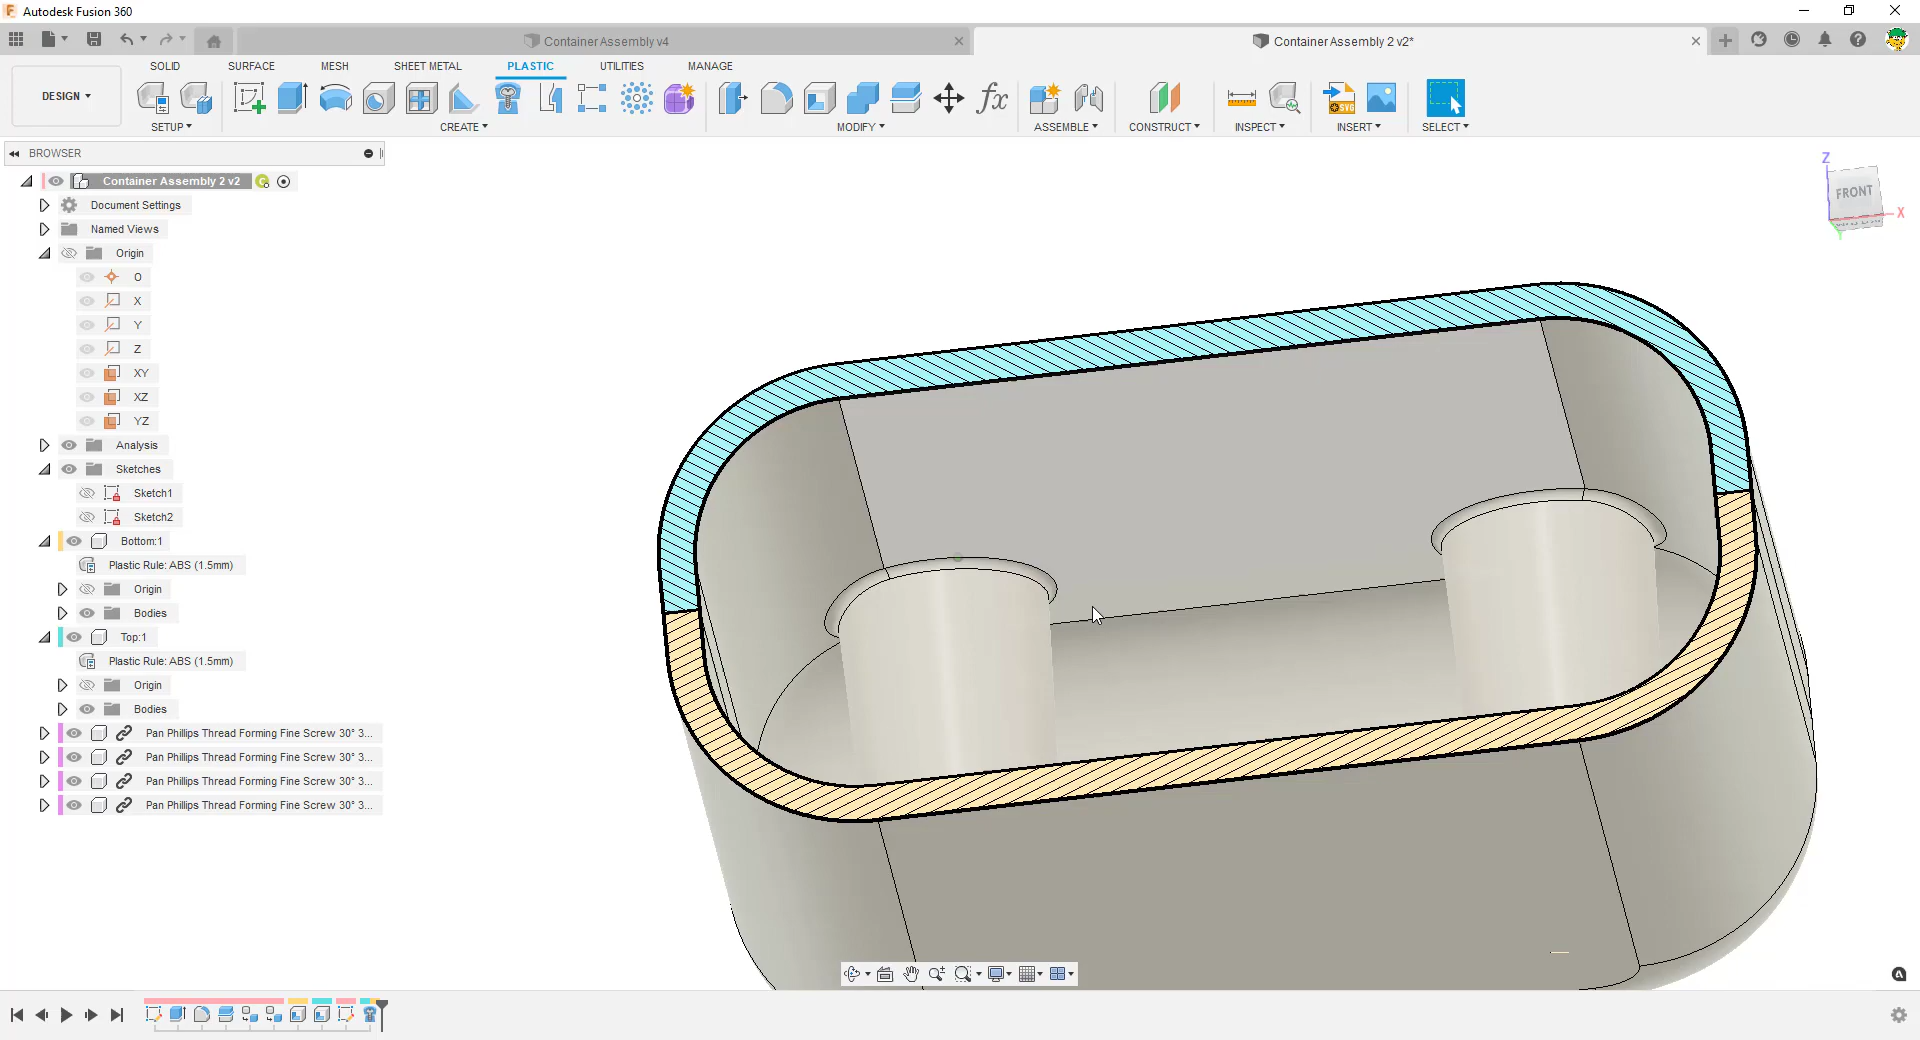 Autodesk Fusion 360
Container Assembly v4
Container Assembly 2 v2*
DESIGN
SOLID SURFACE MESH SHEET METAL PLASTIC UTILITIES MANAGE
SETUP CREATE MODIFY ASSEMBLE CONSTRUCT INSPECT INSERT SELECT
BROWSER
Container Assembly 2 v2
Document Settings
Named Views
Origin
O
X
Y
Z
XY
XZ
YZ
Analysis
Sketches
Sketch1
Sketch2
Bottom:1
Plastic Rule: ABS (1.5mm)
Origin
Bodies
Top:1
Plastic Rule: ABS (1.5mm)
Origin
Bodies
Pan Phillips Thread Forming Fine Screw 30° 3...
Pan Phillips Thread Forming Fine Screw 30° 3...
Pan Phillips Thread Forming Fine Screw 30° 3...
Pan Phillips Thread Forming Fine Screw 30° 3...
Z
FRONT
X